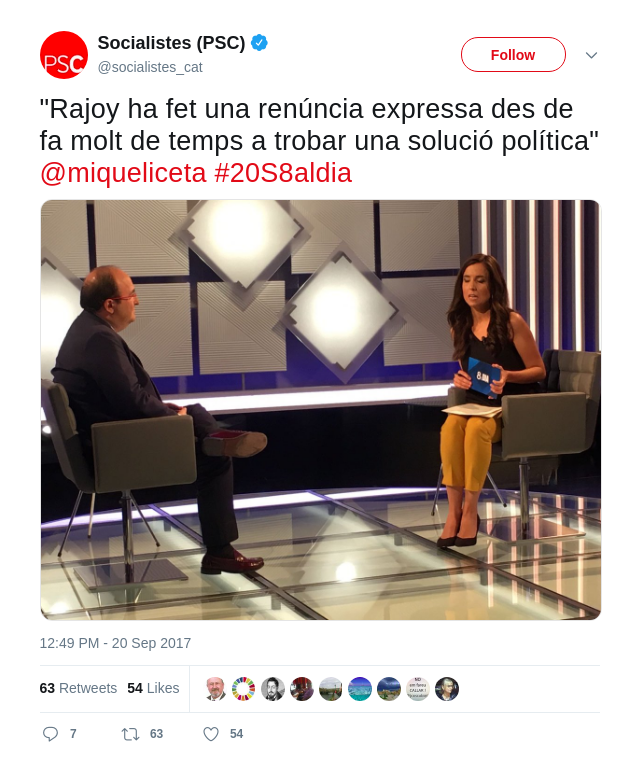 PSC
Socialistes (PSC)
@socialistes_cat
Follow
"Rajoy ha fet una renúncia expressa des de
fa molt de temps a trobar una solució política"
@miqueliceta #20S8aldia
12:49 PM - 20 Sep 2017
63 Retweets 54 Likes
7 63 54